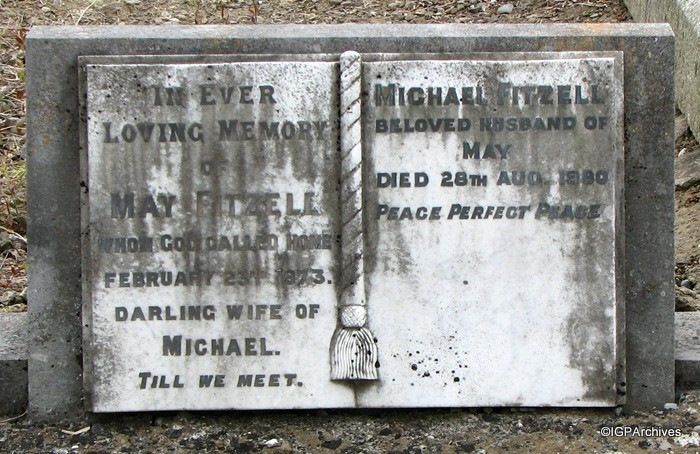 In Ever
Loving Memory
of
May Fitzell
whom God called home
February 23rd 1973.
darling wife of
Michael.
Till we meet.
Michael Fitzell
beloved husband of
May
died 28th Aug. 1980
Peace Perfect Peace
©IGPArchives